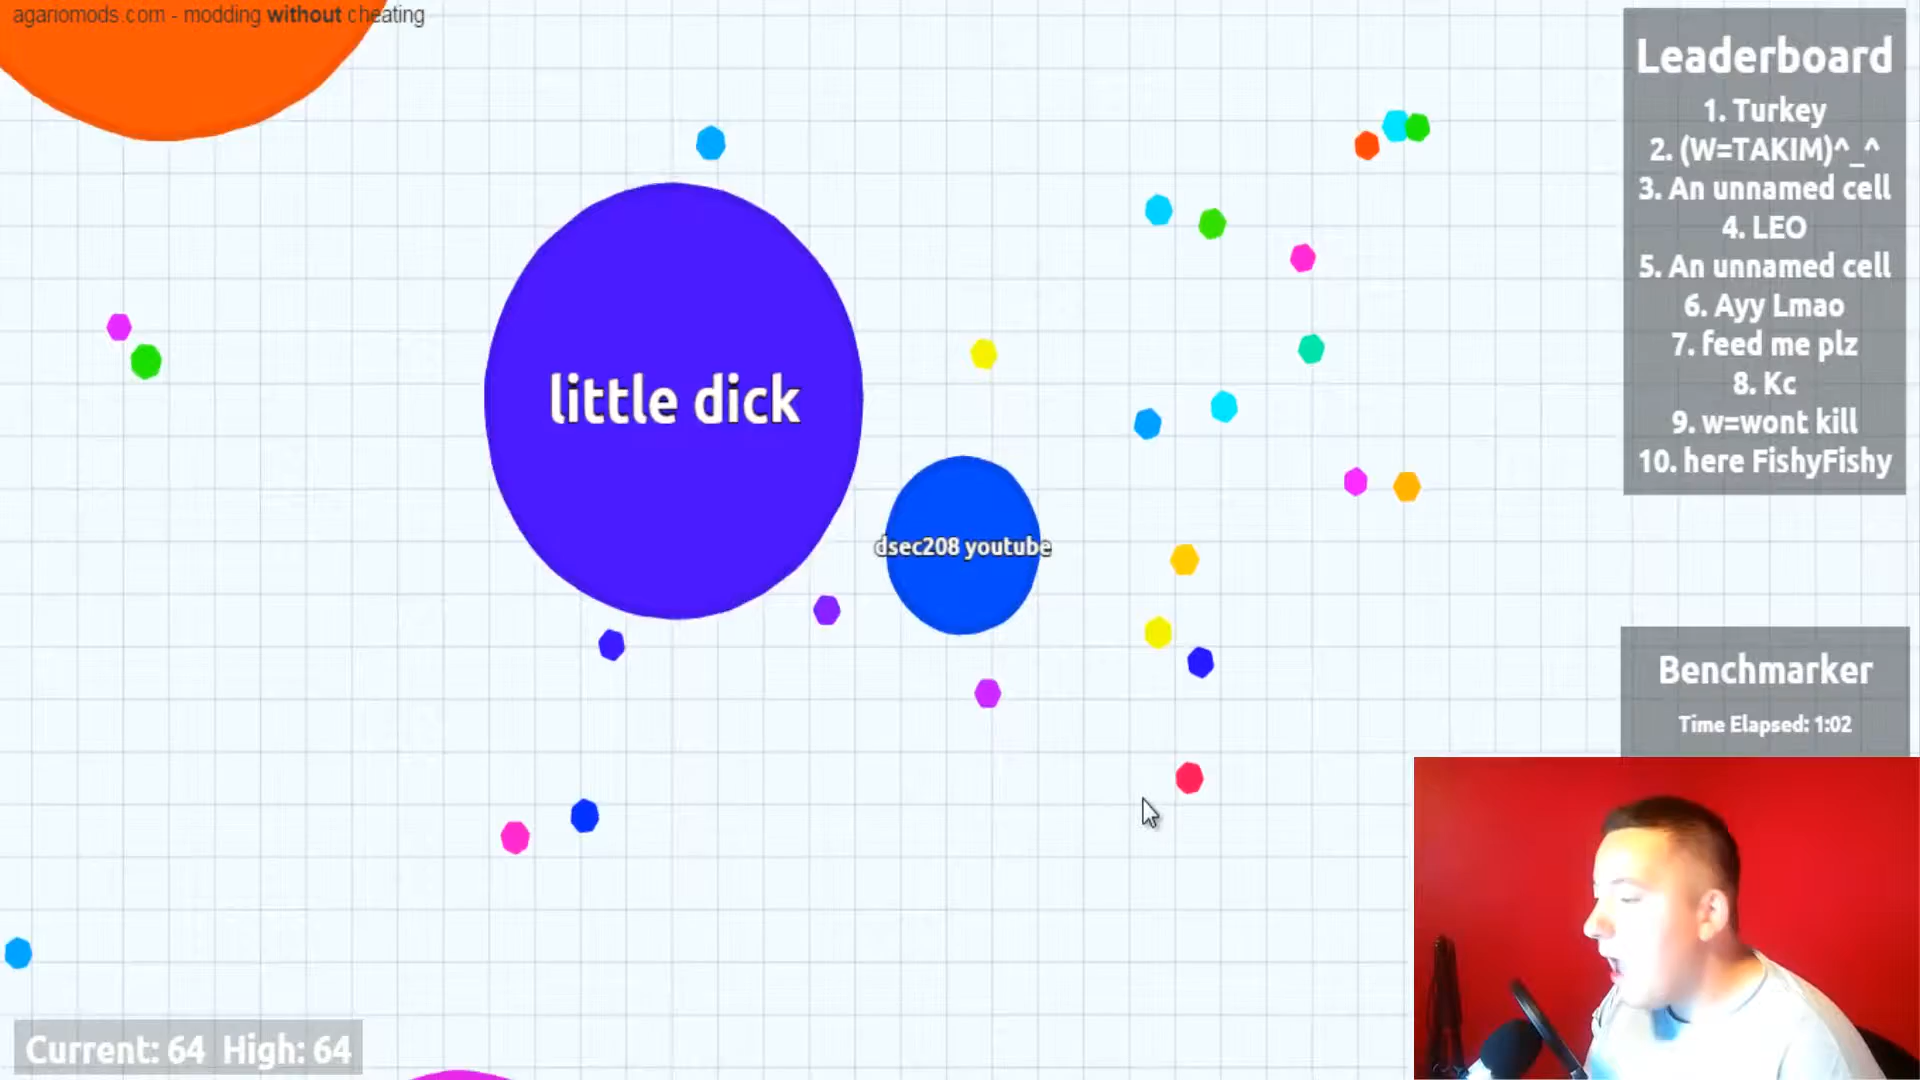 agariomods.com - modding without cheating
Leaderboard
1. Turkey
2. (W=TAKIM)^_^
3. An unnamed cell
4. LEO
5. An unnamed cell
6. Ayy Lmao
7. feed me plz
8. Kc
9. w=wont kill
10. here FishyFishy
little dick
dsec208 youtube
Benchmarker
Time Elapsed: 1:02
Current: 64 High: 64